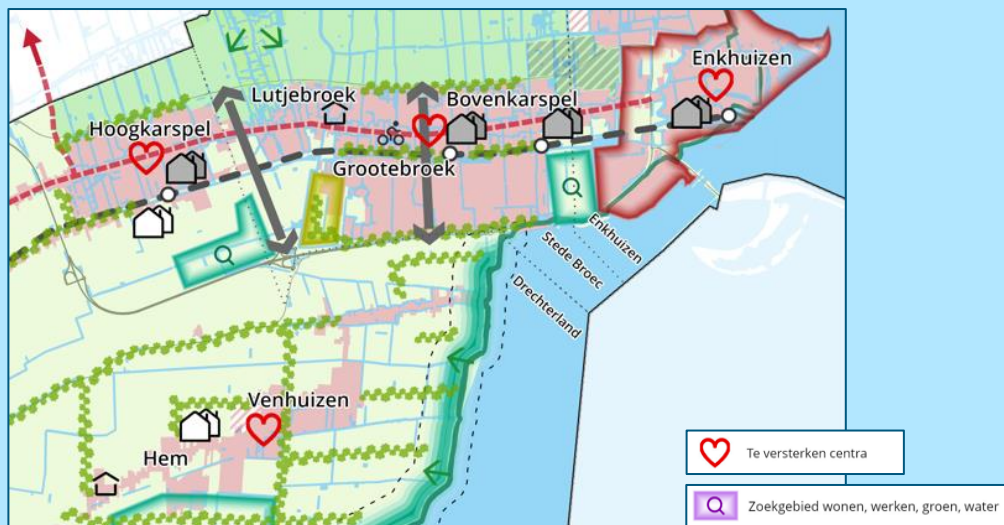 Enkhuizen
Lutjebroek
Bovenkarspel
Hoogkarspel
Grootebroek
Enkhuizen
Stede Broec
Drechterland
Venhuizen
Hem
Te versterken centra
Zoekgebied wonen, werken, groen, water